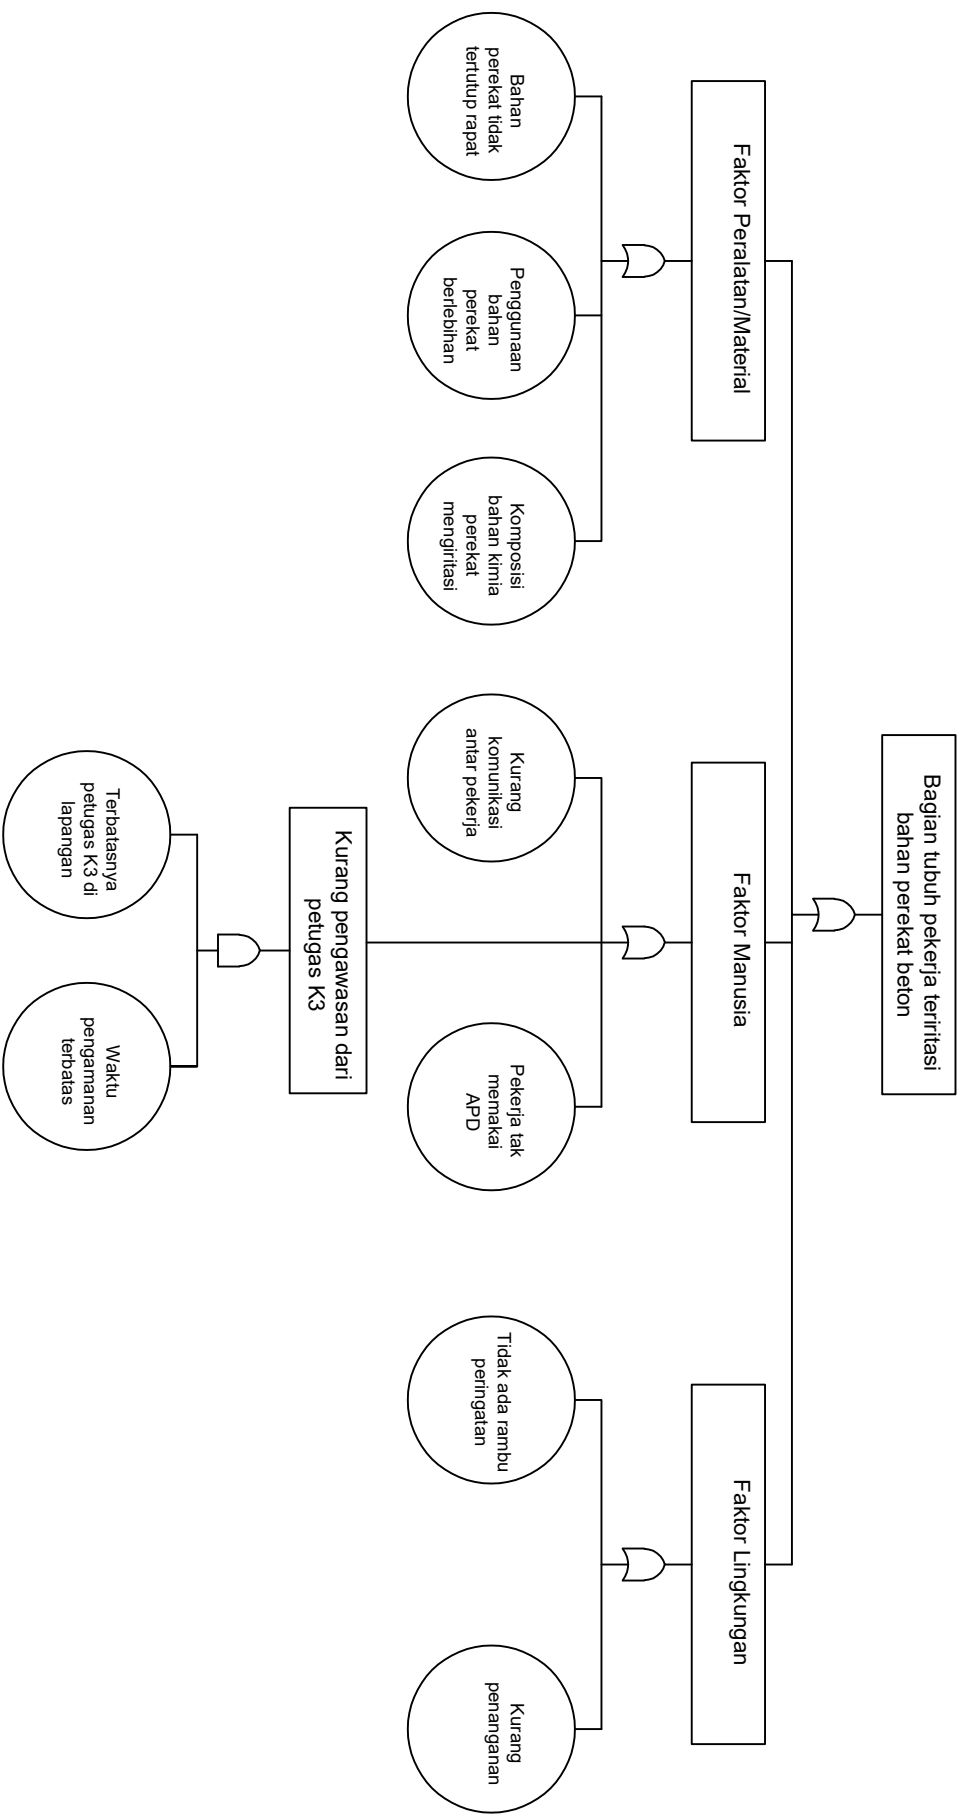 Bagian tubuh pekerja teriritasi
bahan perekat beton
Faktor Peralatan/Material
Faktor Manusia
Faktor Lingkungan
Bahan
perekat tidak
tertutup rapat
Penggunaan
bahan
perekat
berlebihan
Komposisi
bahan kimia
perekat
mengiritasi
Kurang
komunikasi
antar pekerja
Pekerja tak
memakai
APD
Tidak ada rambu
peringatan
Kurang
penanganan
Kurang pengawasan dari
petugas K3
Terbatasnya
petugas K3 di
lapangan
Waktu
pengamanan
terbatas